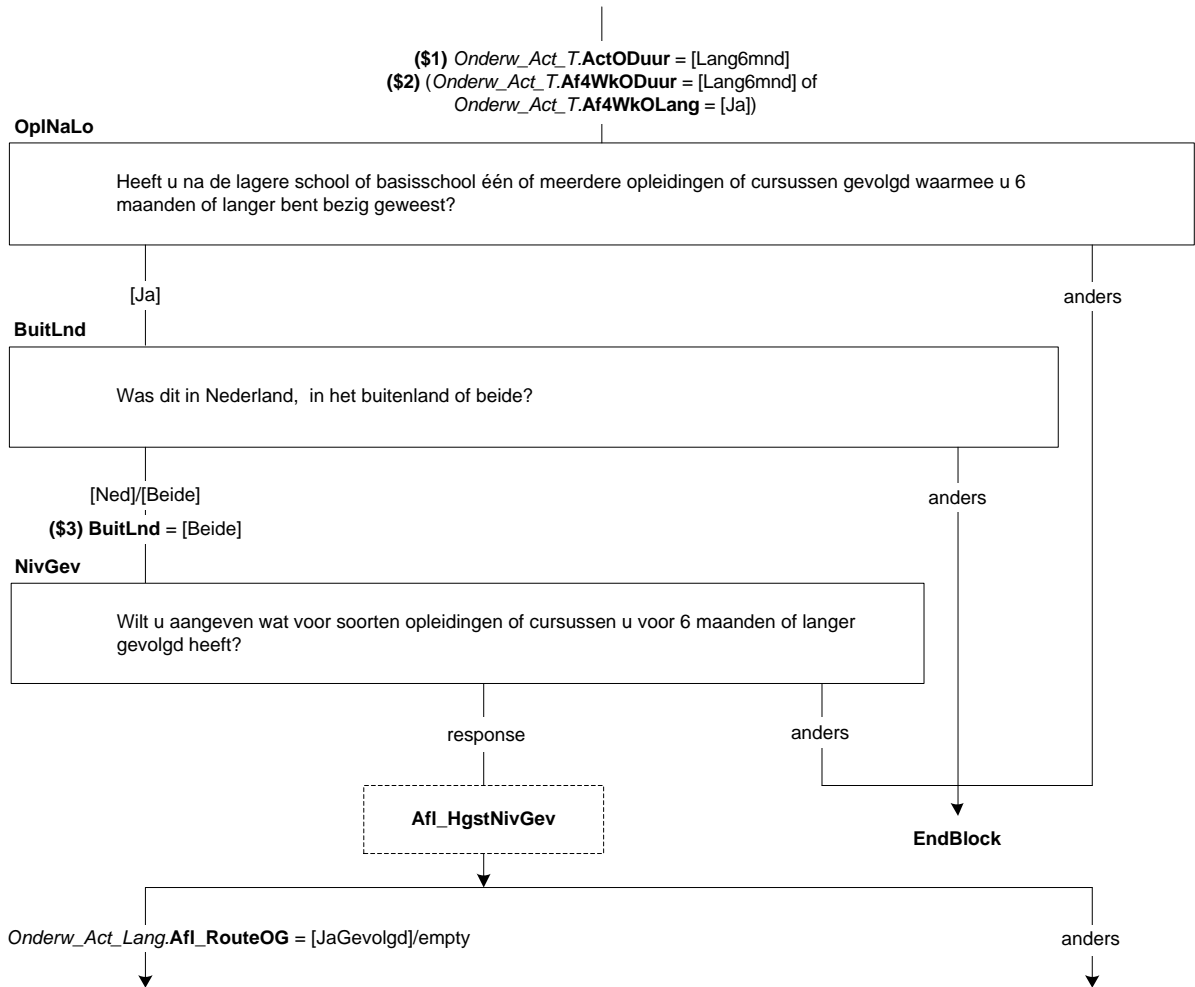 ($1) Onderw_Act_T.ActODuur = [Lang6mnd]
($2) (Onderw_Act_T.Af4WkODuur = [Lang6mnd] of
Onderw_Act_T.Af4WkOLang = [Ja])
OplNaLo
Heeft u na de lagere school of basisschool één of meerdere opleidingen of cursussen gevolgd waarmee u 6
maanden of langer bent bezig geweest?
[Ja]
anders
BuitLnd
Was dit in Nederland, in het buitenland of beide?
[Ned]/[Beide]
anders
($3) BuitLnd = [Beide]
NivGev
Wilt u aangeven wat voor soorten opleidingen of cursussen u voor 6 maanden of langer
gevolgd heeft?
response
anders
Afl_HgstNivGev
EndBlock
Onderw_Act_Lang.Afl_RouteOG = [JaGevolgd]/empty
anders